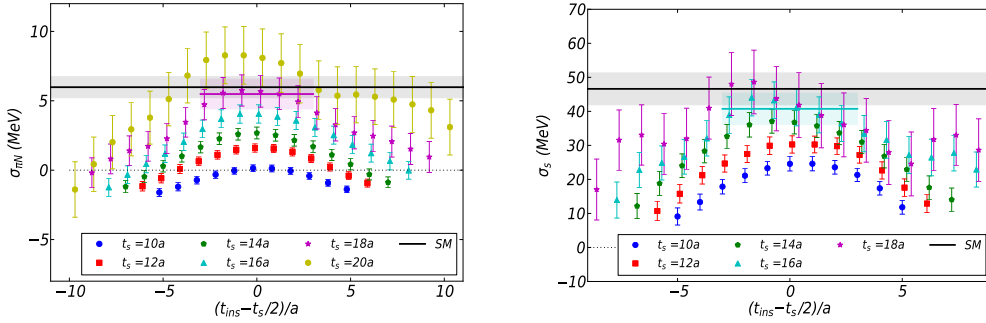 10
5
0
−5
σπN (MeV)
−10
−5
0
5
10
(tins−ts/2)/a
ts =10a
ts =12a
ts =14a
ts =16a
ts =18a
ts =20a
SM
70
60
50
40
30
20
10
0
−10
σs (MeV)
−5
0
5
(tins−ts/2)/a
ts =10a
ts =12a
ts =14a
ts =16a
ts =18a
SM